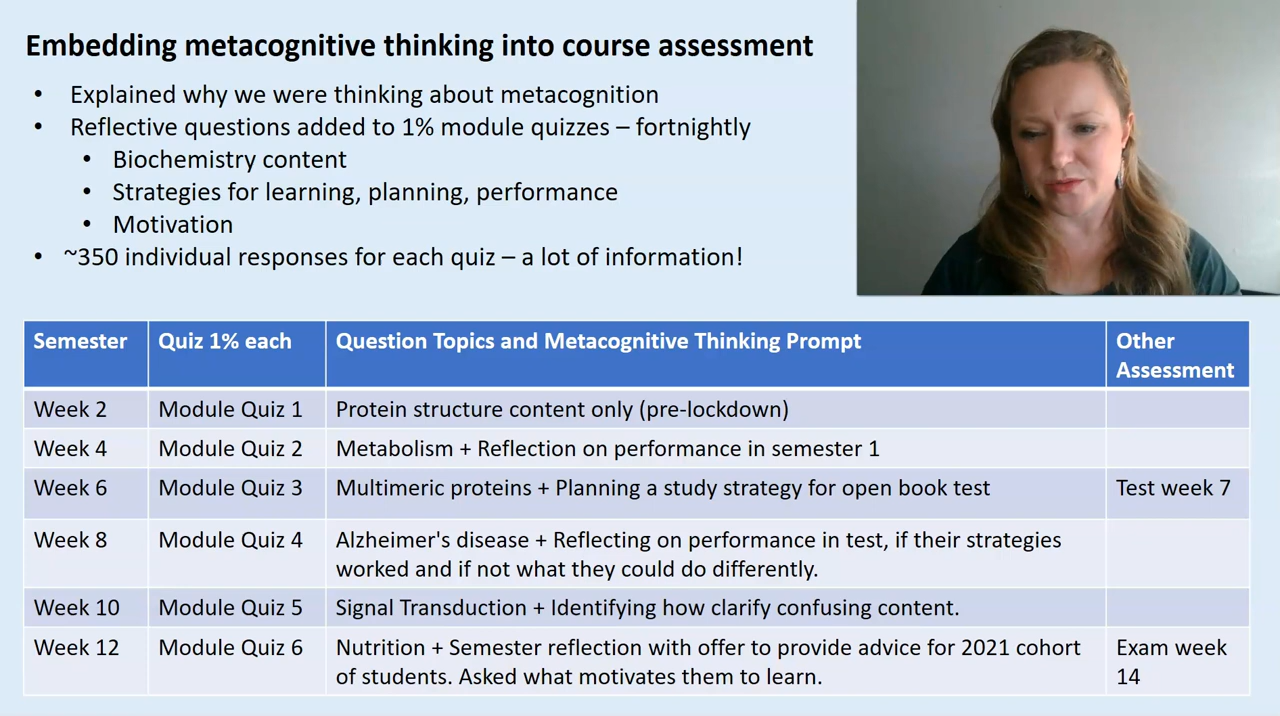 Embedding metacognitive thinking into course assessment
• Explained why we were thinking about metacognition
• Reflective questions added to 1% module quizzes – fortnightly
• Biochemistry content
• Strategies for learning, planning, performance
• Motivation
• ~350 individual responses for each quiz – a lot of information!
Semester Quiz 1% each Question Topics and Metacognitive Thinking Prompt Other
Assessment
Week 2 Module Quiz 1 Protein structure content only (pre-lockdown)
Week 4 Module Quiz 2 Metabolism + Reflection on performance in semester 1
Week 6 Module Quiz 3 Multimeric proteins + Planning a study strategy for open book test Test week 7
Week 8 Module Quiz 4 Alzheimer's disease + Reflecting on performance in test, if their strategies
worked and if not what they could do differently.
Week 10 Module Quiz 5 Signal Transduction + Identifying how clarify confusing content.
Week 12 Module Quiz 6 Nutrition + Semester reflection with offer to provide advice for 2021 cohort Exam week
of students. Asked what motivates them to learn. 14